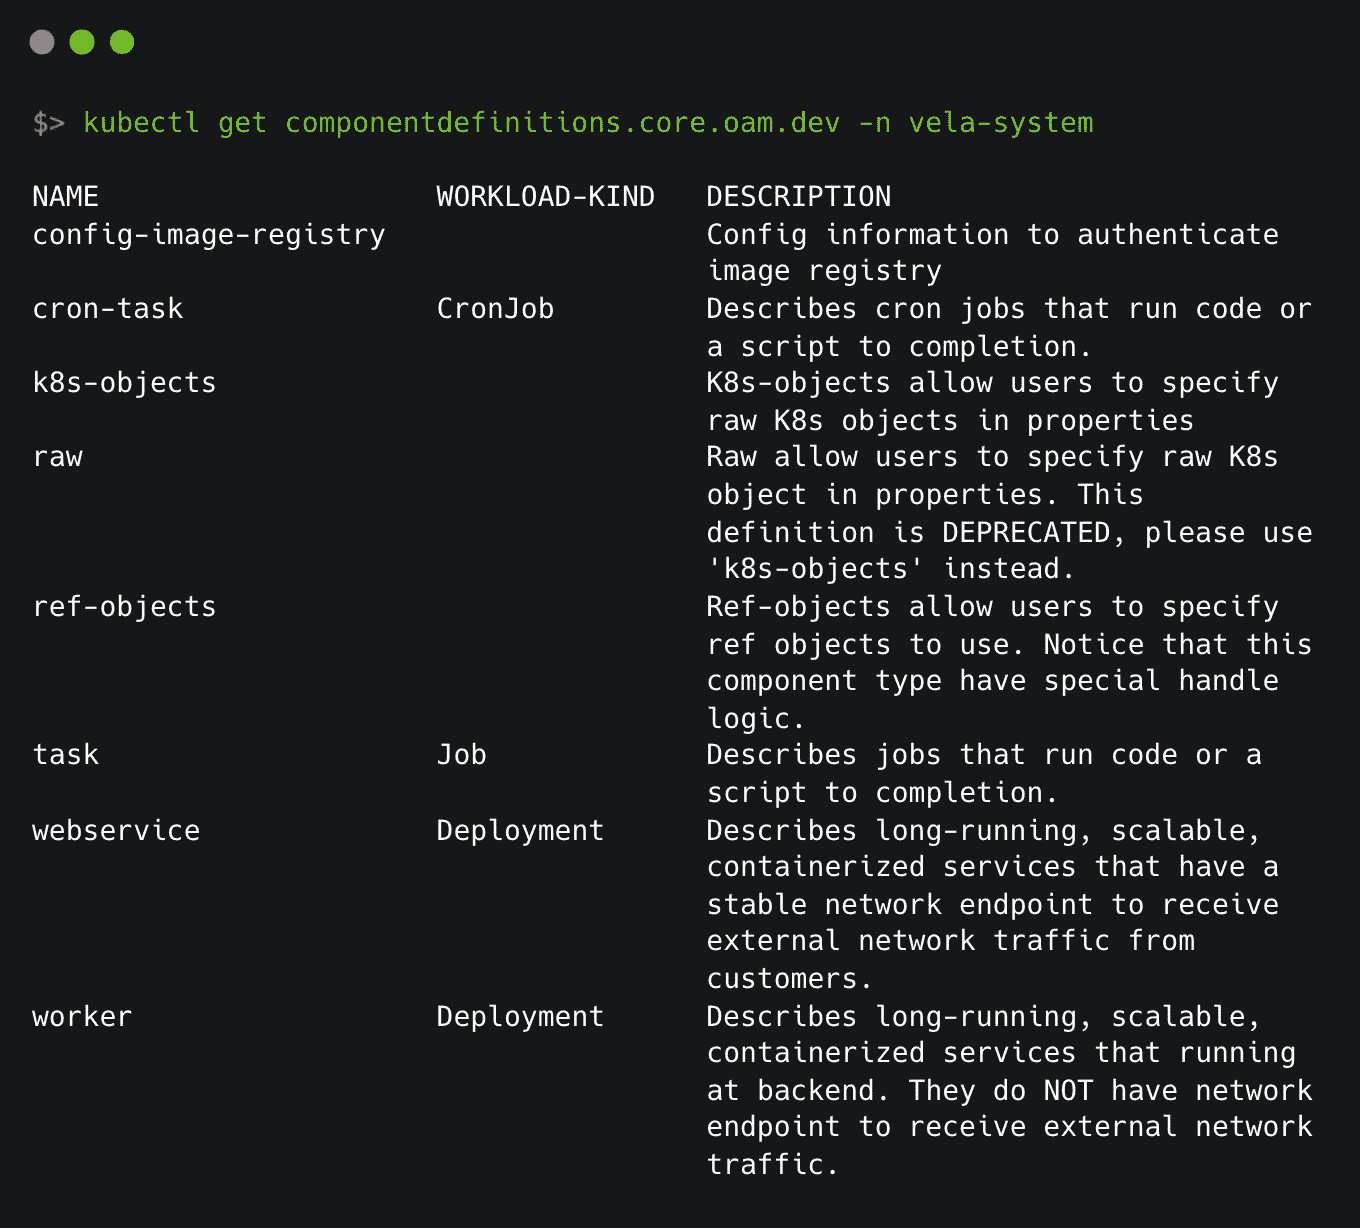 $> kubectl get componentdefinitions.core.oam.dev -n vela-system
NAME WORKLOAD-KIND DESCRIPTION
config-image-registry Config information to authenticate
image registry
cron-task CronJob Describes cron jobs that run code or
a script to completion.
k8s-objects K8s-objects allow users to specify
raw K8s objects in properties
raw Raw allow users to specify raw K8s
object in properties. This
definition is DEPRECATED, please use
'k8s-objects' instead.
ref-objects Ref-objects allow users to specify
ref objects to use. Notice that this
component type have special handle
logic.
task Job Describes jobs that run code or a
script to completion.
webservice Deployment Describes long-running, scalable,
containerized services that have a
stable network endpoint to receive
external network traffic from
customers.
worker Deployment Describes long-running, scalable,
containerized services that running
at backend. They do NOT have network
endpoint to receive external network
traffic.